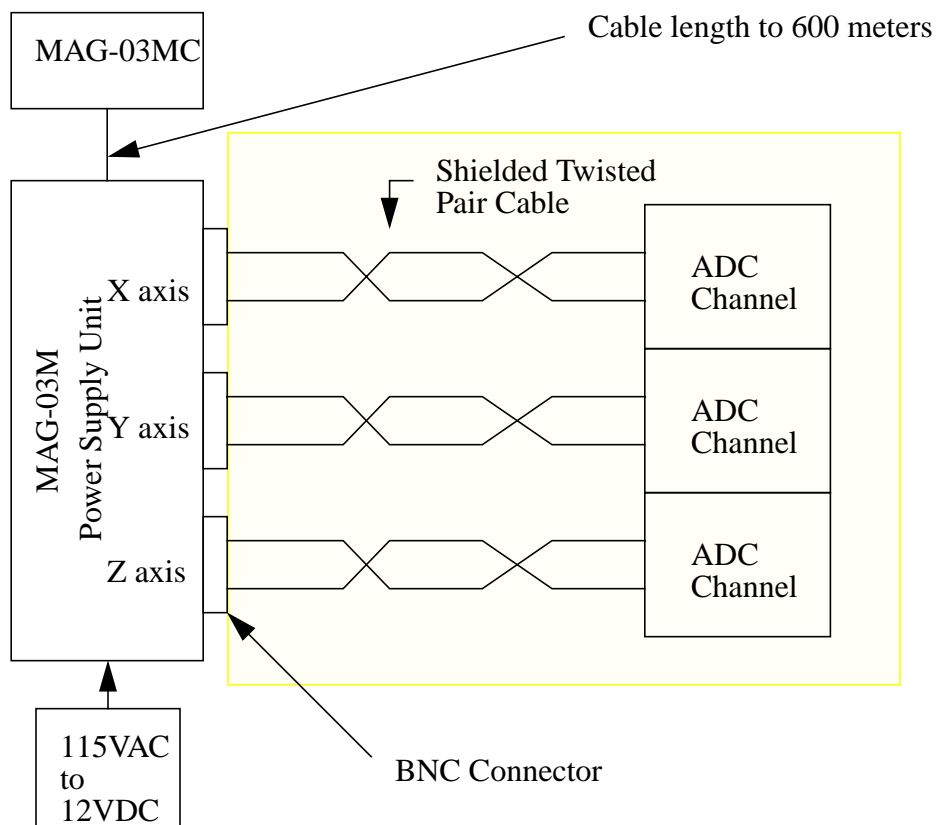 MAG-03MC
Cable length to 600 meters
Shielded Twisted
Pair Cable
MAG-03M
Power Supply Unit
X axis
Y axis
Z axis
ADC
Channel
ADC
Channel
ADC
Channel
BNC Connector
115VAC
to
12VDC